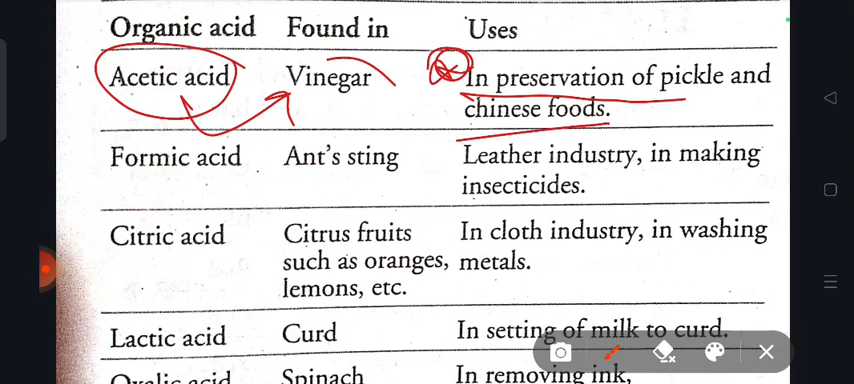 Organic acid Found in Uses
Acetic acid Vinegar In preservation of pickle and
chinese foods.
Formic acid Ant's sting Leather industry, in making
insecticides.
Citric acid Citrus fruits In cloth industry, in washing
such as oranges, metals.
lemons, etc.
Lactic acid Curd In setting of milk to curd.
Oxalic acid Spinach In removing ink,